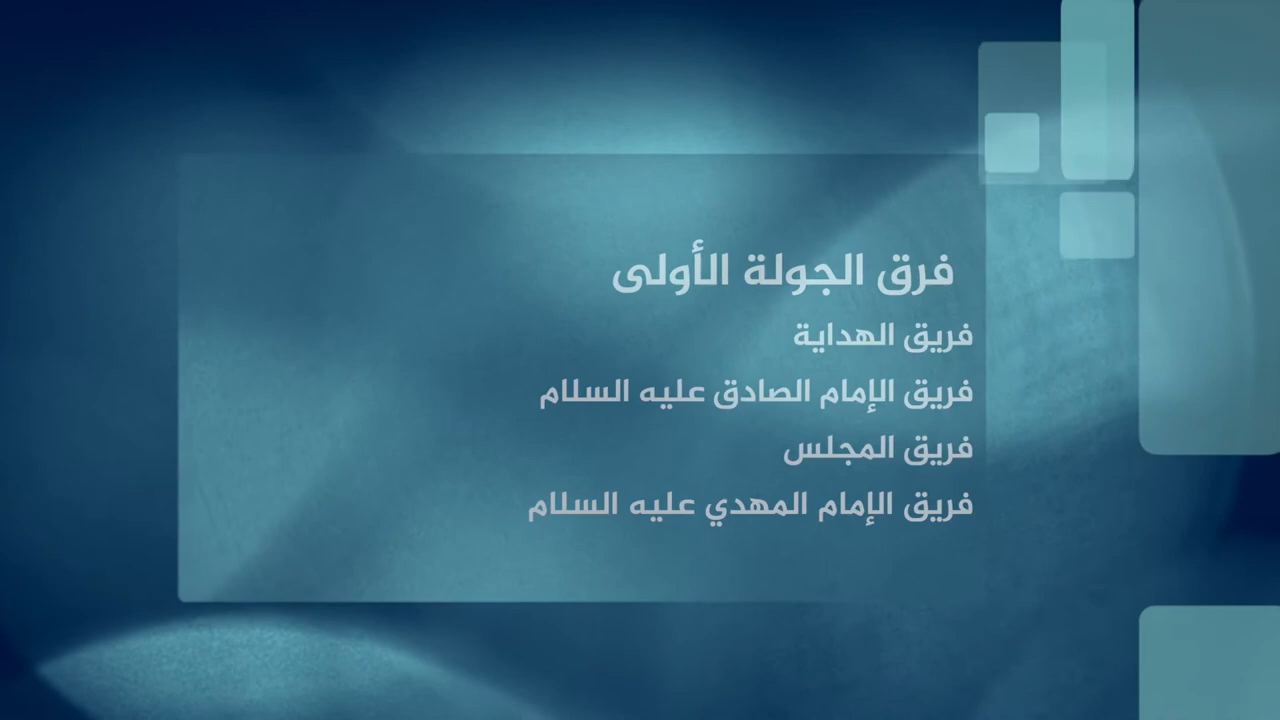 فرق الجولة الأولى
فريق الهداية
فريق الإمام الصادق عليه السلام
فريق المجلس
فريق الإمام المهدي عليه السلام